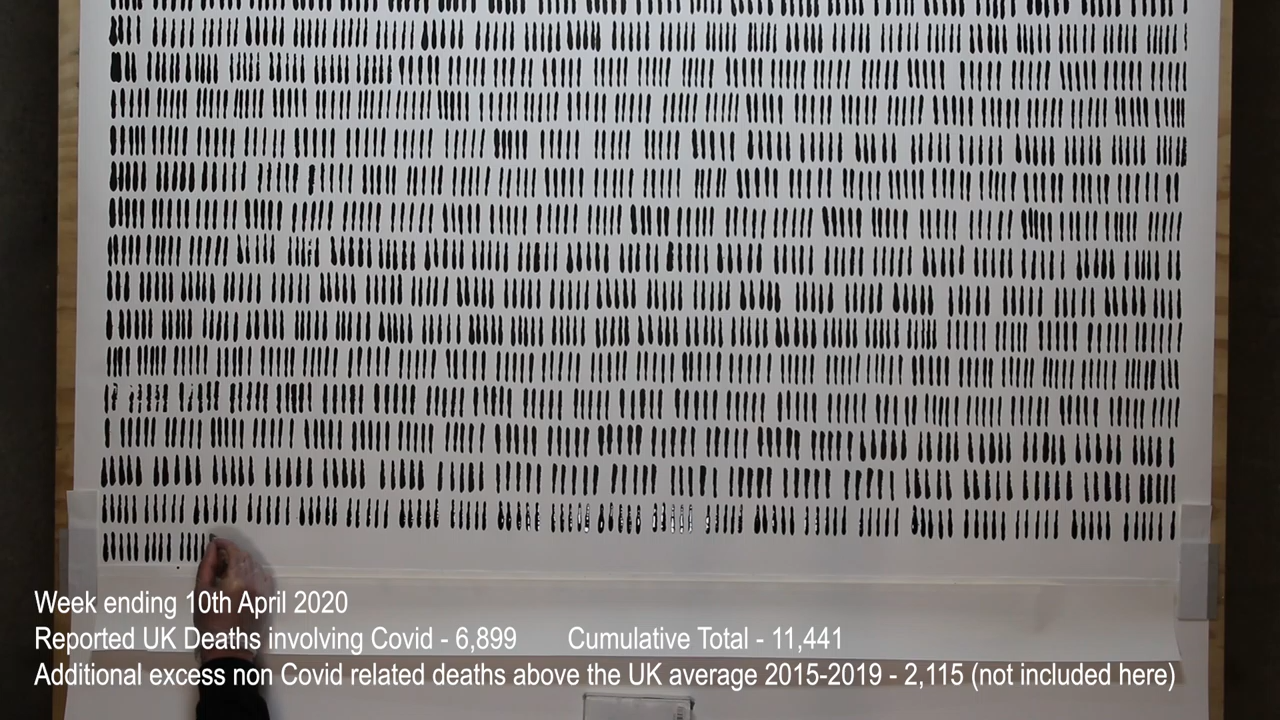 Week ending 10th April 2020
Reported UK Deaths involving Covid - 6,899 Cumulative Total - 11,441
Additional excess non Covid related deaths above the UK average 2015-2019 - 2,115 (not included here)